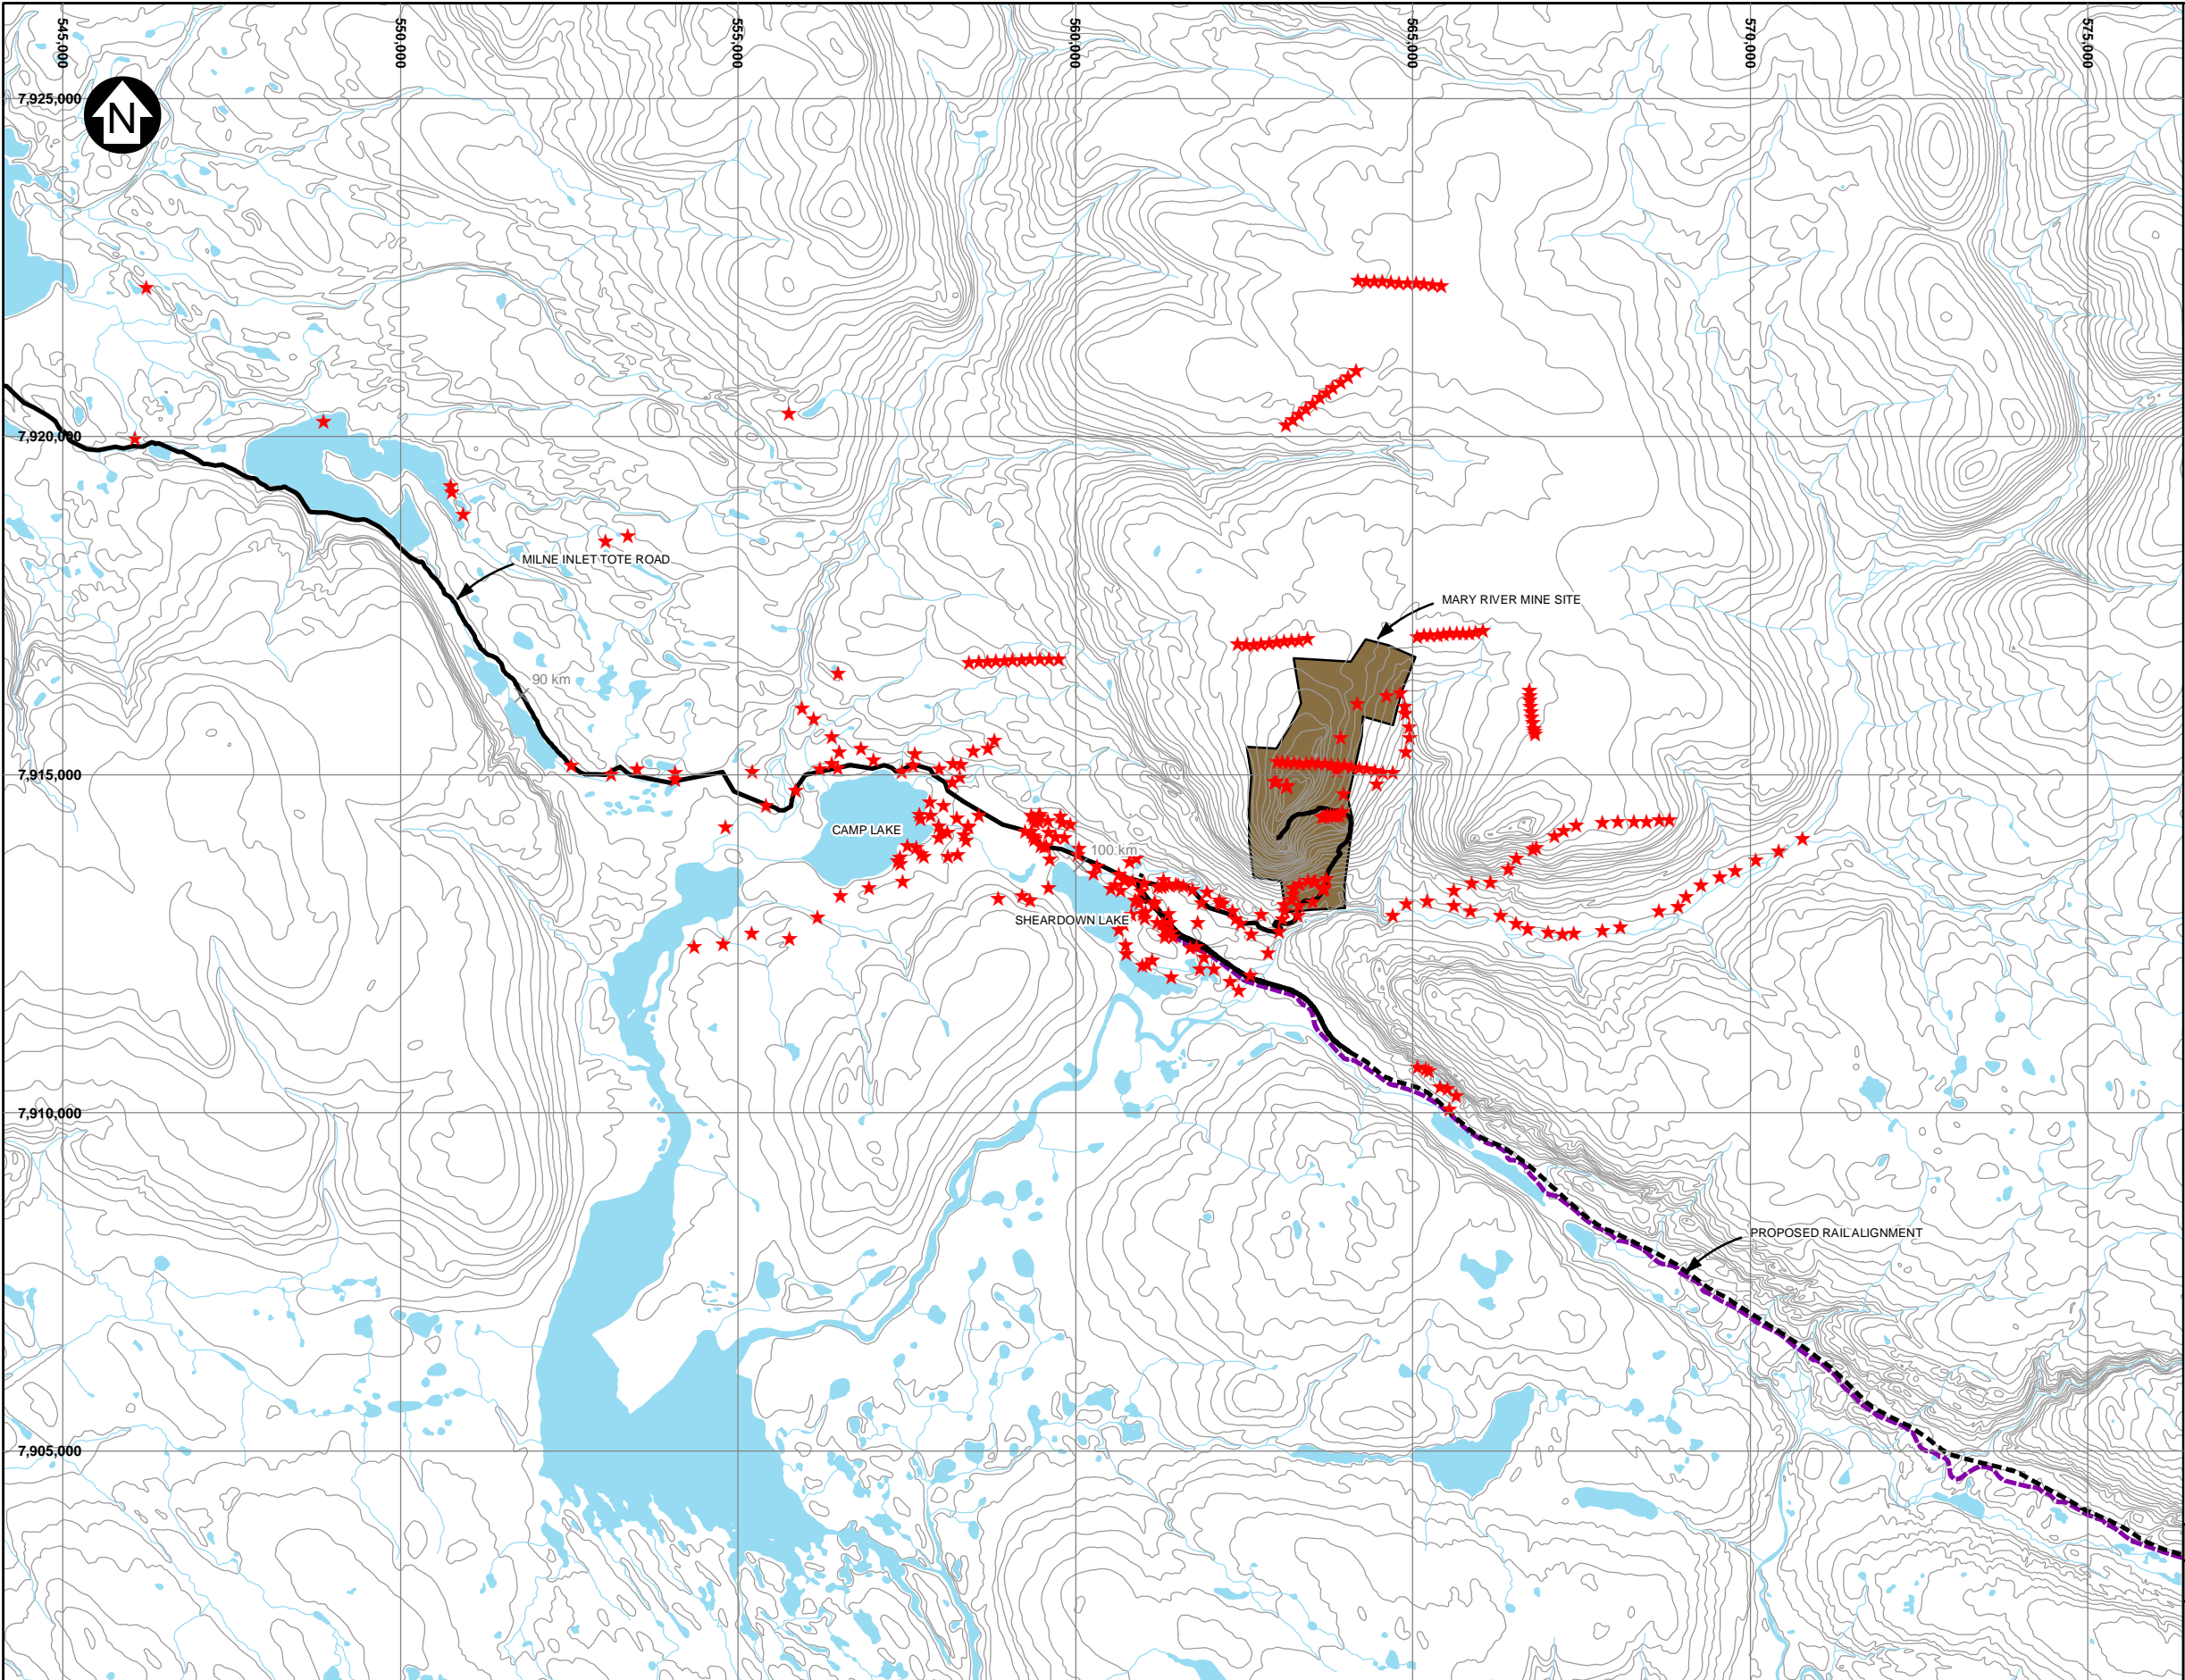 545,000
550,000
555,000
560,000
565,000
570,000
575,000
7,925,000
N
7,920,000
MILNE INLET TOTE ROAD
MARY RIVER MINE SITE
90 km
7,915,000
CAMP LAKE
100 km
SHEARDOWN LAKE
7,910,000
PROPOSED RAIL ALIGNMENT
7,905,000